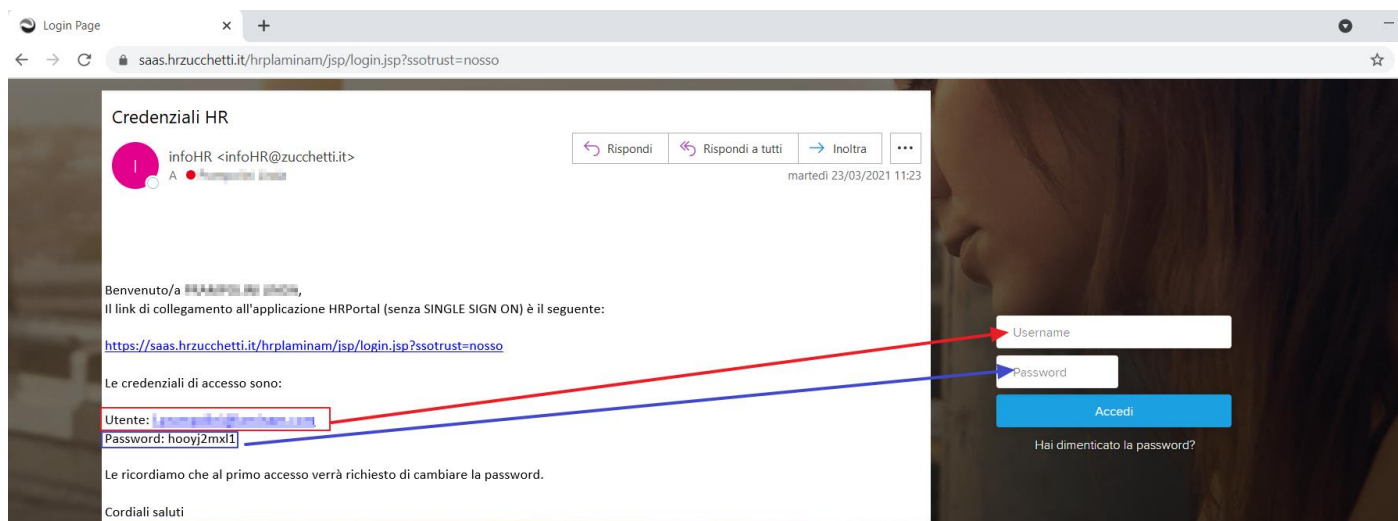 Login Page
saas.hrzucchetti.it/hrplaminam/jsp/login.jsp?ssotrust=nosso
Credenziali HR
I
infoHR <infoHR@zucchetti.it>
A
Rispondi
Rispondi a tutti
Inoltra
martedì 23/03/2021 11:23
Benvenuto/a ,
Il link di collegamento all'applicazione HRPortal (senza SINGLE SIGN ON) è il seguente:
https://saas.hrzucchetti.it/hrplaminam/jsp/login.jsp?ssotrust=nosso
Le credenziali di accesso sono:
Utente:
Password: hooyj2mxl1
Le ricordiamo che al primo accesso verrà richiesto di cambiare la password.
Cordiali saluti
Username
Password
Accedi
Hai dimenticato la password?